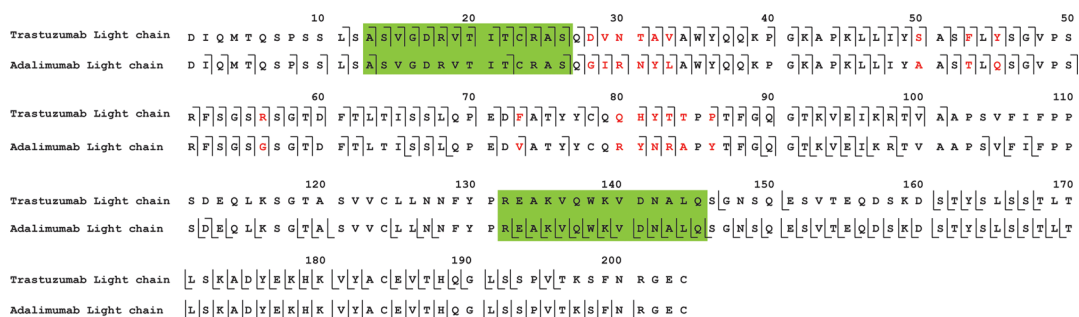 10 20 30 40 50
Trastuzumab Light chain D I Q M T Q S P S S L S A S V G D R V T I T C R A S Q D V N T A V A W Y Q Q K P G K A P K L L I Y S A S F L Y S G V P S
Adalimumab Light chain D I Q M T Q S P S S L S A S V G D R V T I T C R A S Q G I R N Y L A W Y Q Q K P G K A P K L L I Y A A S T L Q S G V P S
60 70 80 90 100 110
Trastuzumab Light chain R F S G S R S G T D F T L T I S S L Q P E D F A T Y Y C Q Q H Y T T P P T F G Q G T K V E I K R T V A A P S V F I F P P
Adalimumab Light chain R F S G S G S G T D F T L T I S S L Q P E D V A T Y Y C Q R Y N R A P Y T F G Q G T K V E I K R T V A A P S V F I F P P
120 130 140 150 160 170
Trastuzumab Light chain S D E Q L K S G T A S V V C L L N N F Y P R E A K V Q W K V D N A L Q S G N S Q E S V T E Q D S K D S T Y S L S S T L T
Adalimumab Light chain S D E Q L K S G T A S V V C L L N N F Y P R E A K V Q W K V D N A L Q S G N S Q E S V T E Q D S K D S T Y S L S S T L T
180 190 200
Trastuzumab Light chain L S K A D Y E K H K V Y A C E V T H Q G L S S P V T K S F N R G E C
Adalimumab Light chain L S K A D Y E K H K V Y A C E V T H Q G L S S P V T K S F N R G E C